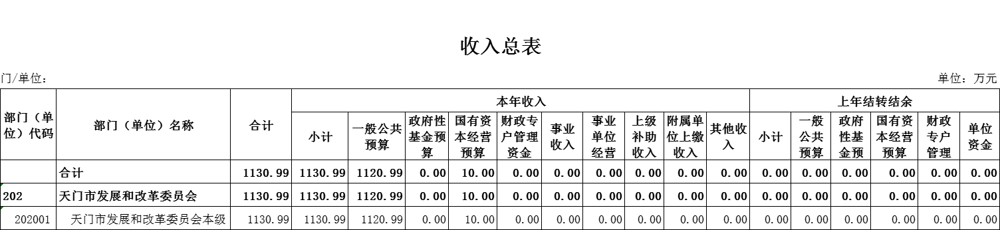 收入总表
门/单位: 单位: 万元
部门（单位）代码 部门（单位）名称 合计 本年收入 上年结转结余
小计 一般公共预算 政府性基金预算 国有资本经营预算 财政专户管理资金 事业收入 事业单位经营 上级补助收入 附属单位上缴收入 其他收入 小计 一般公共预算 政府性基金预 国有资本经营预算 财政专户管理 单位资金
合计 1130.99 1130.99 1120.99 0.00 10.00 0.00 0.00 0.00 0.00 0.00 0.00 0.00 0.00 0.00 0.00 0.00 0.00
202 天门市发展和改革委员会 1130.99 1130.99 1120.99 0.00 10.00 0.00 0.00 0.00 0.00 0.00 0.00 0.00 0.00 0.00 0.00 0.00 0.00
202001 天门市发展和改革委员会本级 1130.99 1130.99 1120.99 0.00 10.00 0.00 0.00 0.00 0.00 0.00 0.00 0.00 0.00 0.00 0.00 0.00 0.00